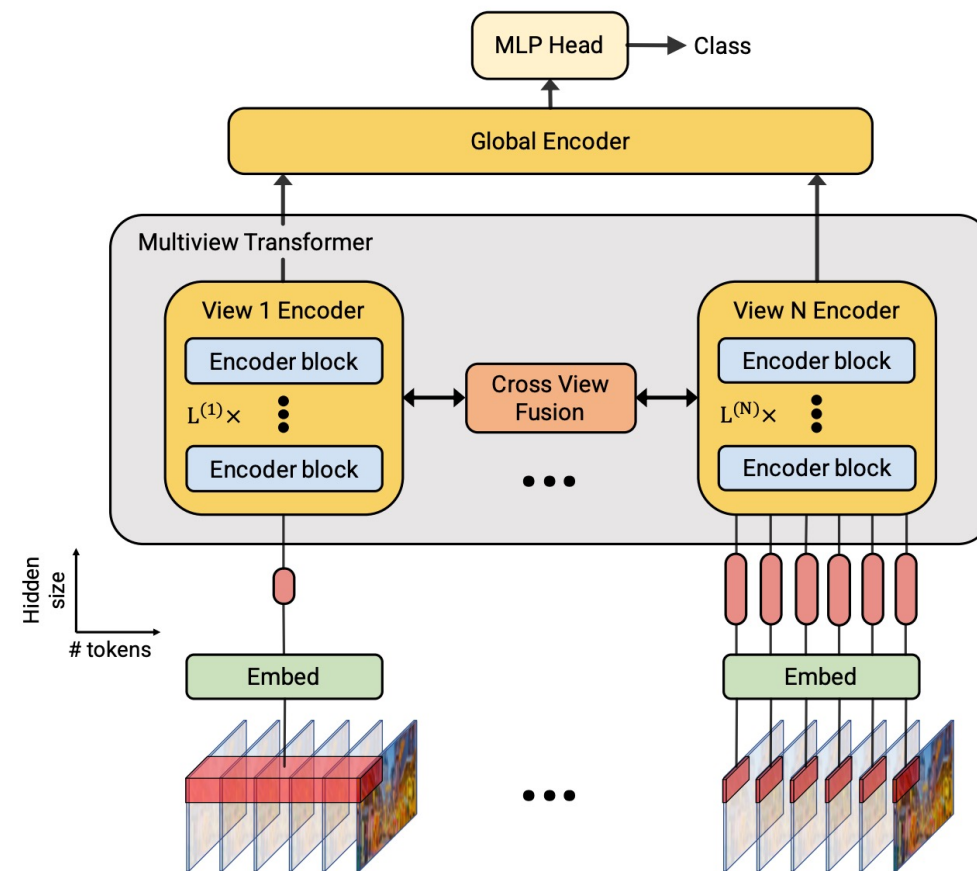 MLP Head
Class
Global Encoder
Multiview Transformer
View 1 Encoder
Encoder block
L⁽¹⁾×
Encoder block
Cross View
Fusion
View N Encoder
Encoder block
L⁽ᴺ⁾×
Encoder block
Hidden
size
# tokens
Embed
Embed